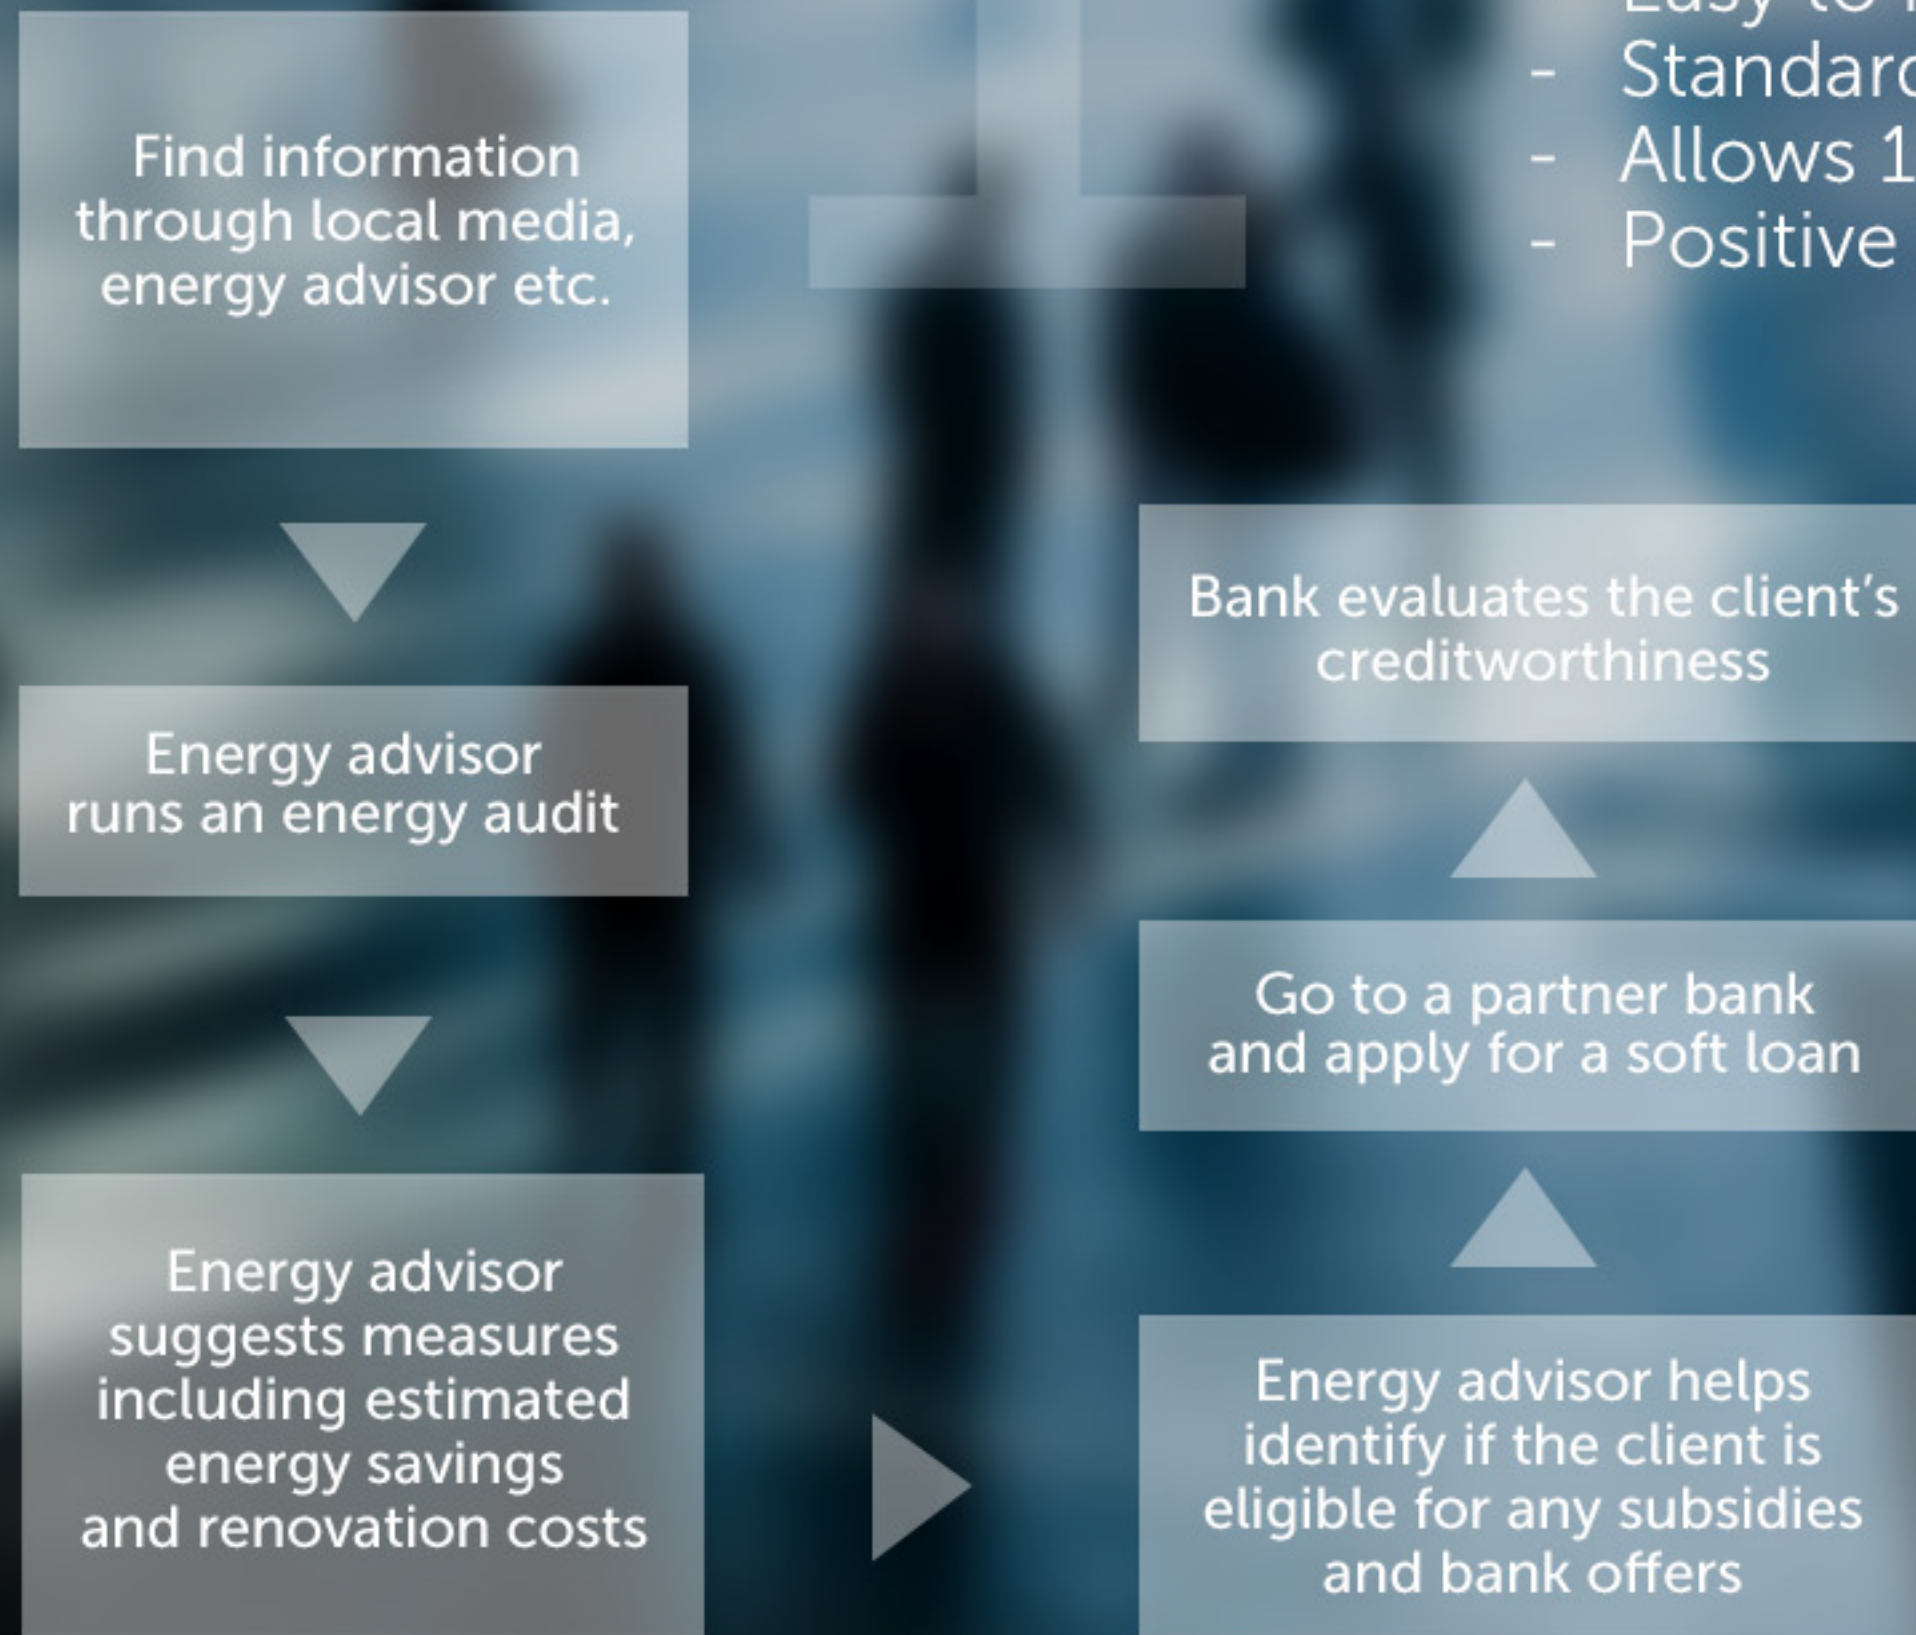 Find information
through local media,
energy advisor etc.
Energy advisor
runs an energy audit
Energy advisor
suggests measures
including estimated
energy savings
and renovation costs
Energy advisor helps
identify if the client is
eligible for any subsidies
and bank offers
Go to a partner bank
and apply for a soft loan
Bank evaluates the client's
creditworthiness
Easy to
-
- Allows
- Positive